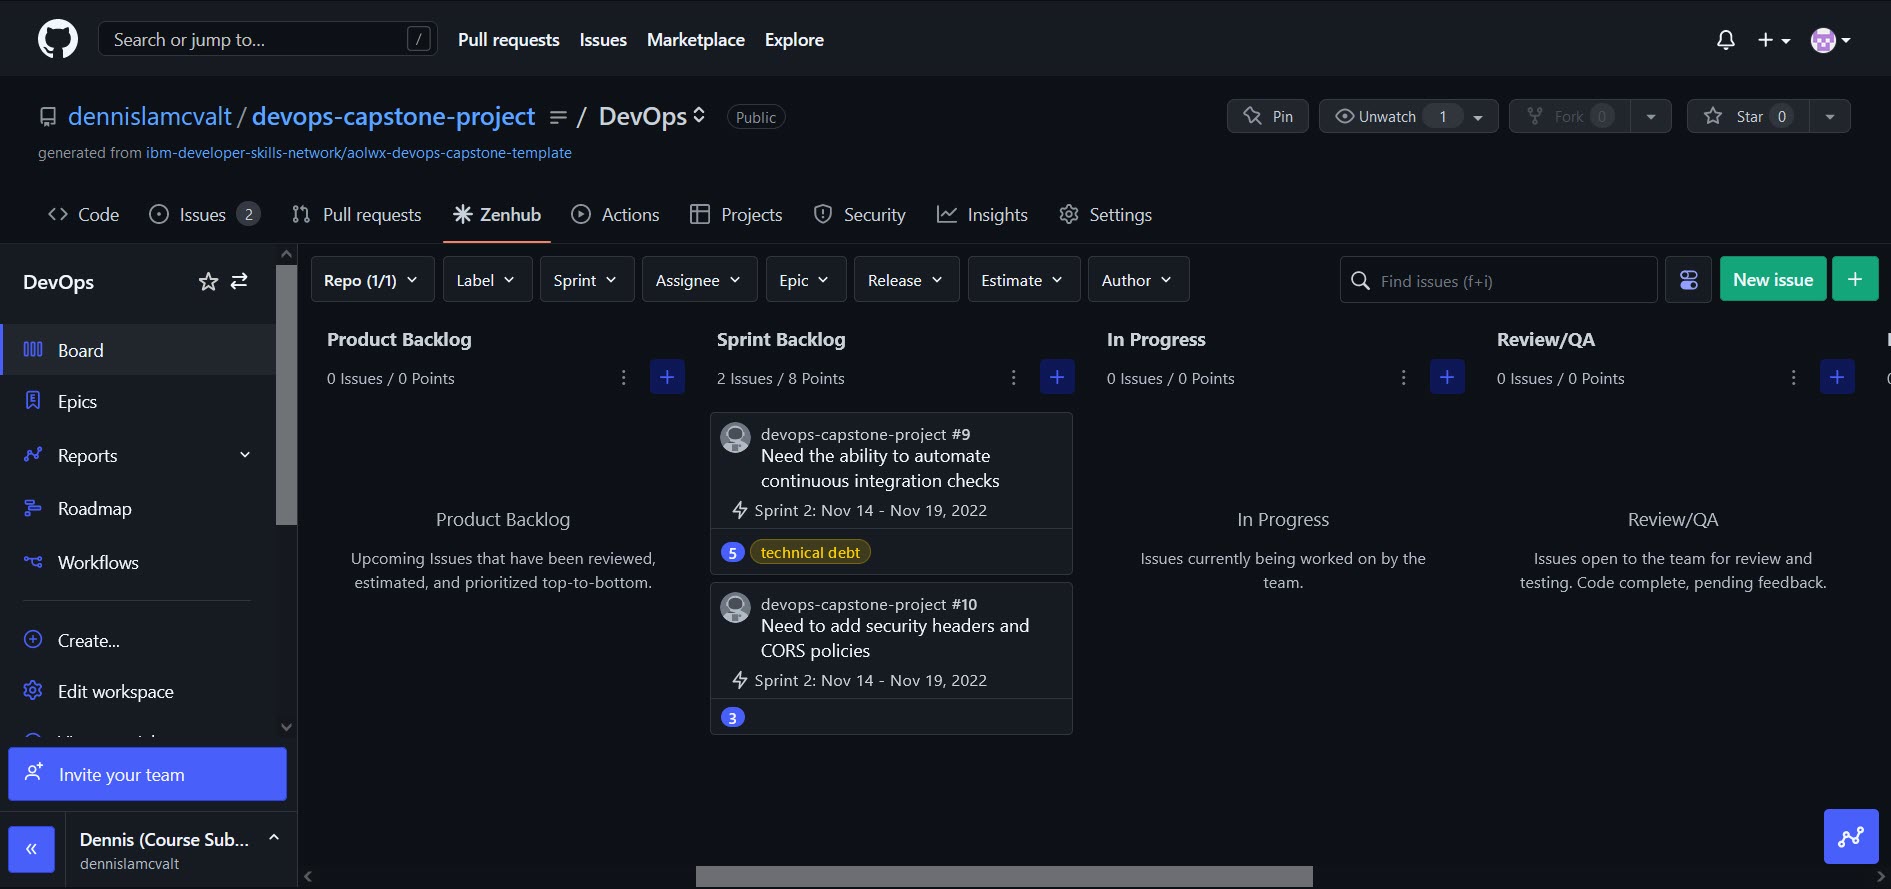 Search or jump to... /
Pull requests Issues Marketplace Explore
dennislamcvalt / devops-capstone-project / DevOps Public
Pin Unwatch 1 Fork 0 Star 0
generated from ibm-developer-skills-network/aolwx-devops-capstone-template
Code Issues 2 Pull requests Zenhub Actions Projects Security Insights Settings
DevOps
Board
Epics
Reports
Roadmap
Workflows
Create...
Edit workspace
Invite your team
Dennis (Course Sub...
dennislamcvalt
Repo (1/1) Label Sprint Assignee Epic Release Estimate Author
Find issues (f+i)
New issue +
Product Backlog
0 Issues / 0 Points
Product Backlog
Upcoming Issues that have been reviewed,
estimated, and prioritized top-to-bottom.
Sprint Backlog
2 Issues / 8 Points
devops-capstone-project #9
Need the ability to automate
continuous integration checks
Sprint 2: Nov 14 - Nov 19, 2022
5 technical debt
devops-capstone-project #10
Need to add security headers and
CORS policies
Sprint 2: Nov 14 - Nov 19, 2022
3
In Progress
0 Issues / 0 Points
In Progress
Issues currently being worked on by the
team.
Review/QA
0 Issues / 0 Points
Review/QA
Issues open to the team for review and
testing. Code complete, pending feedback.